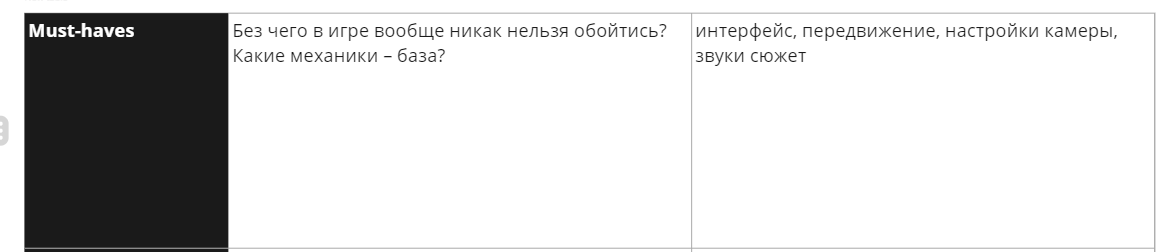 Must-haves
Без чего в игре вообще никак нельзя обойтись?
Какие механики – база?
интерфейс, передвижение, настройки камеры,
звуки сюжет